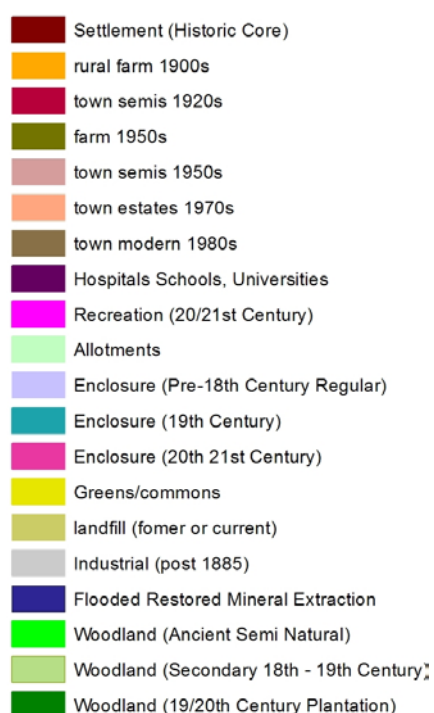 Settlement (Historic Core)
rural farm 1900s
town semis 1920s
farm 1950s
town semis 1950s
town estates 1970s
town modern 1980s
Hospitals Schools, Universities
Recreation (20/21st Century)
Allotments
Enclosure (Pre-18th Century Regular)
Enclosure (19th Century)
Enclosure (20th 21st Century)
Greens/commons
landfill (fomer or current)
Industrial (post 1885)
Flooded Restored Mineral Extraction
Woodland (Ancient Semi Natural)
Woodland (Secondary 18th - 19th Century)
Woodland (19/20th Century Plantation)